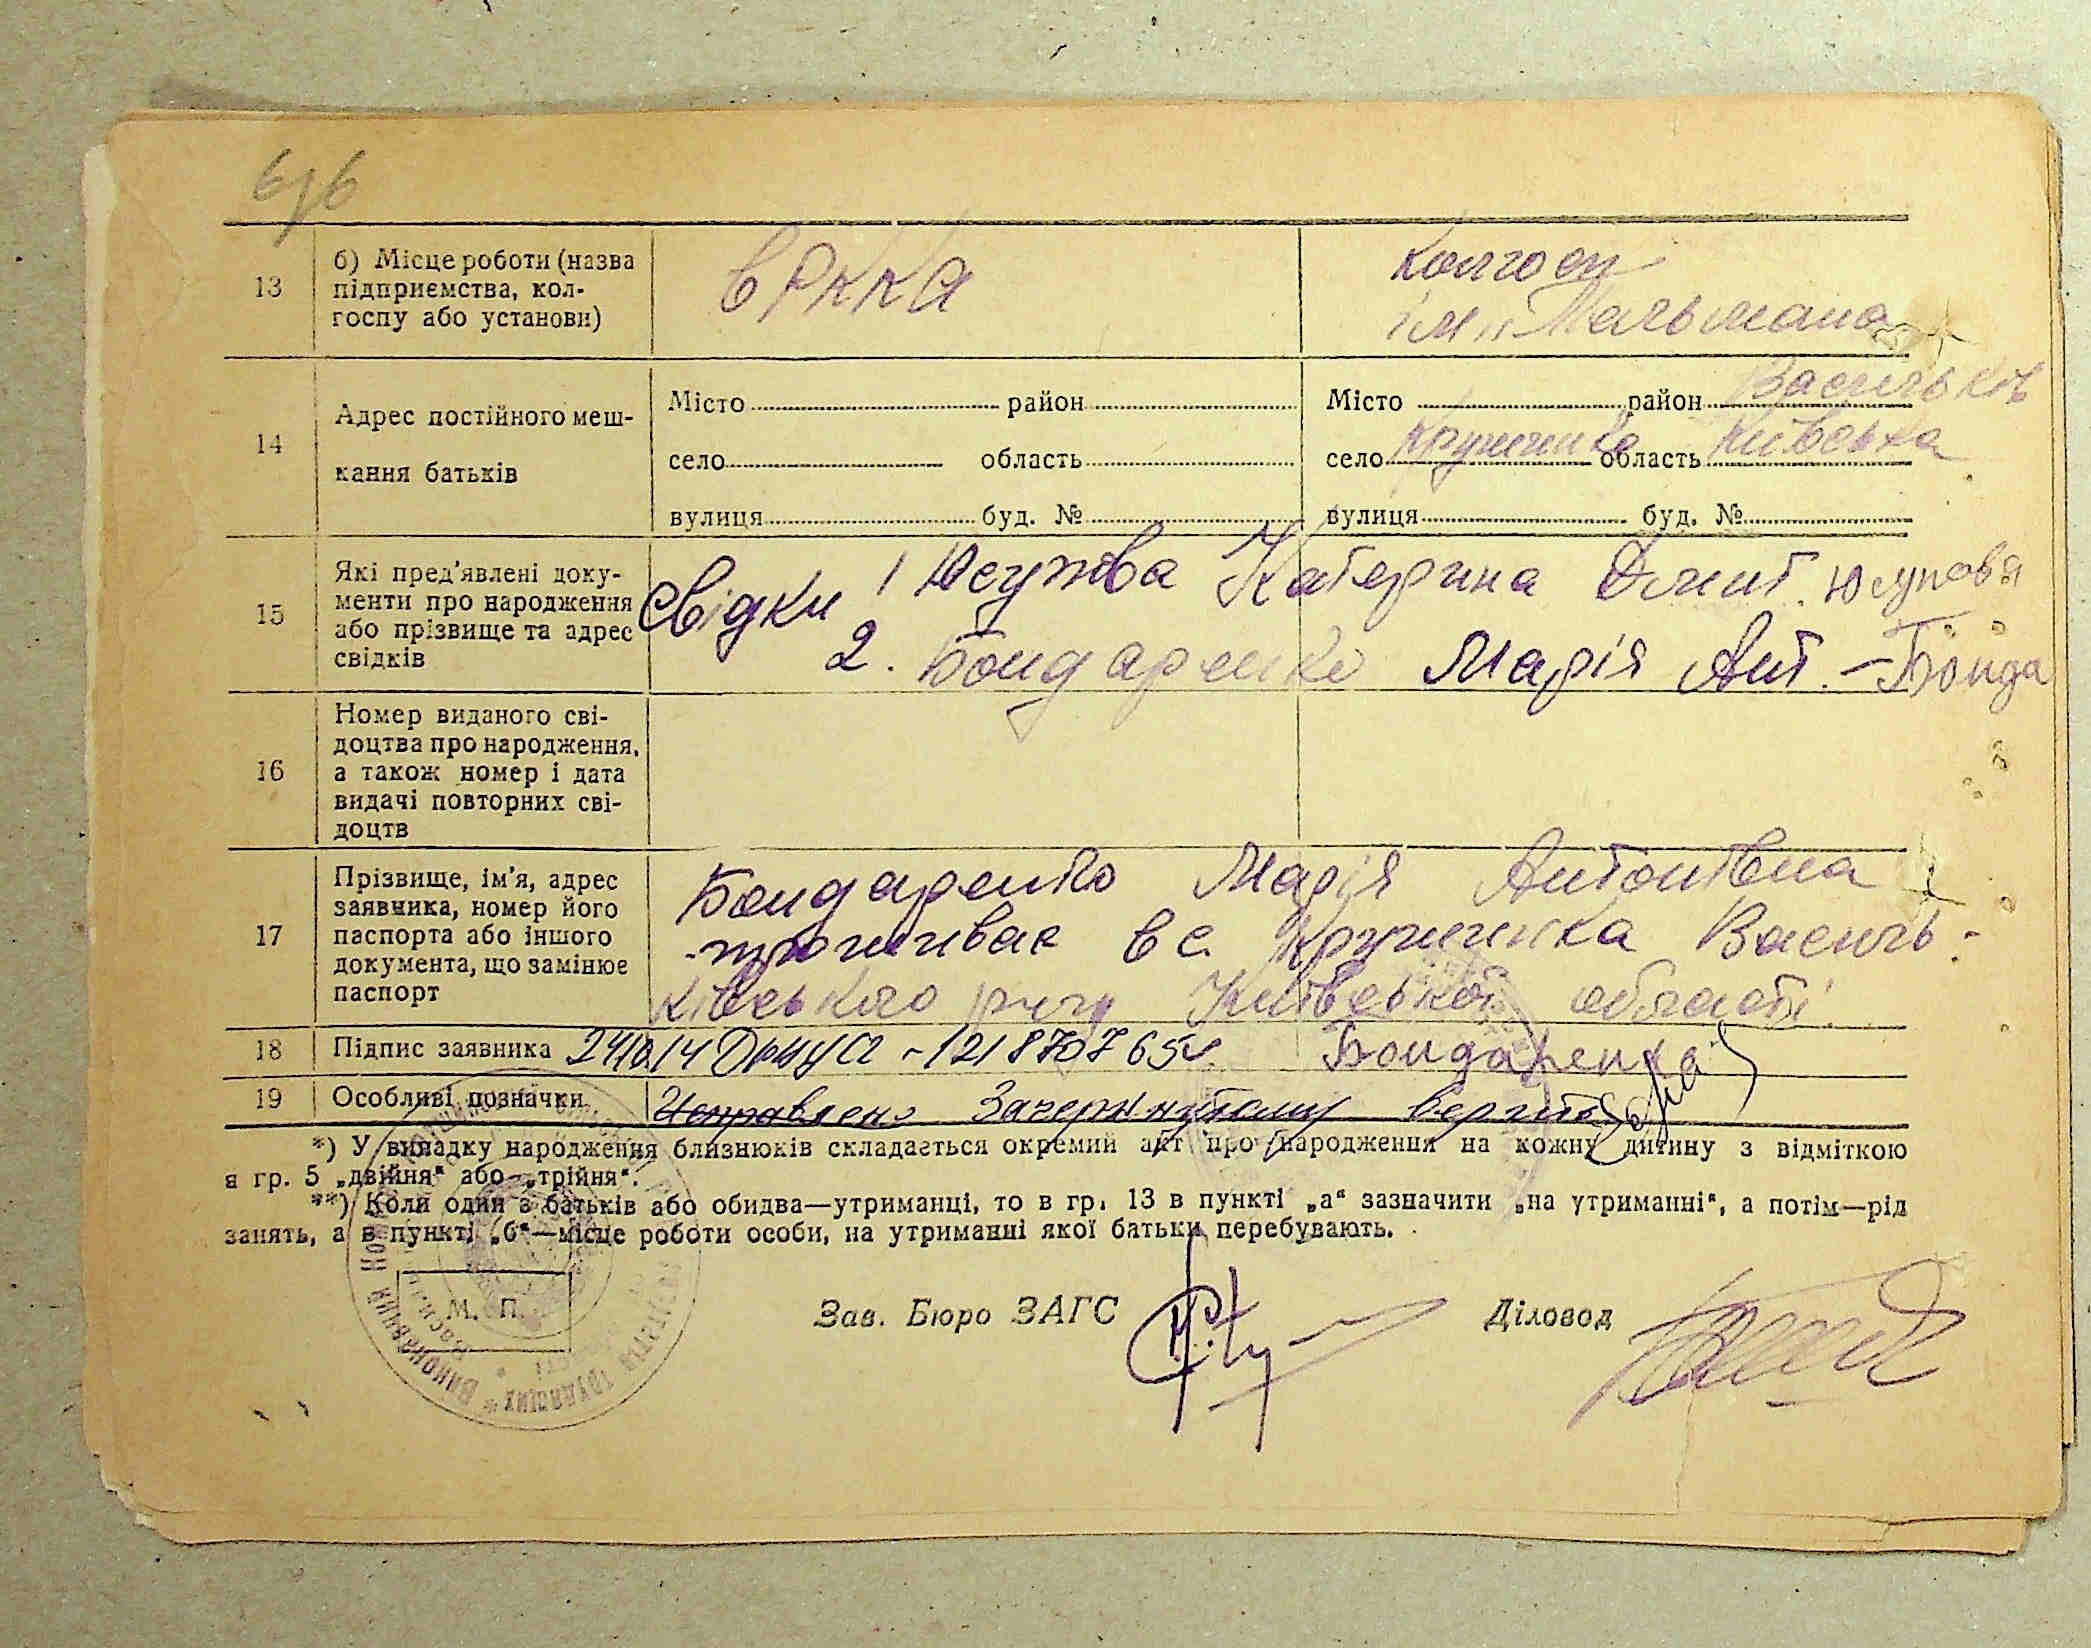 13 б) Місце роботи (назва підприємства, кол-госпу або установи) в РККА Колгосп ім. Тельмана
14 Адрес постійного меш-кання батьків
Місто район Місто район Васильків
село область село Кружчинка область Київська
вулиця буд. № вулиця буд. №
15 Які пред'явлені доку-менти про народження або прізвище та адрес свідків
Свідки 1 Юсупова Катерина Дмит. Юсупова
2. Бондаренко Марія Ант. – Бонда
16 Номер виданого сві-доцтва про народження, а також номер і дата видачі повторних сві-доцтв
17 Прізвище, ім'я, адрес заявника, номер його паспорта або іншого документа, що замінює паспорт
Бондаренко Марія Антонівна
проживає в с. Кружчинка Василь-
ківського р-ну Київської області
18 Підпис заявника Бондаренко
19 Особливі позначки Исправлено Зачеркнутому верить
*) У випадку народження близнюків складається окремий акт про народження на кожну дитину з відміткою
в гр. 5 „двійня" або „трійня".
**) Коли один з батьків або обидва—утриманці, то в гр. 13 в пункті „а" зазначити „на утриманні", а потім—рід
занять, а в пункті „б"—місце роботи особи, на утриманні якої батьки перебувають.
М. П. Зав. Бюро ЗАГС Діловод